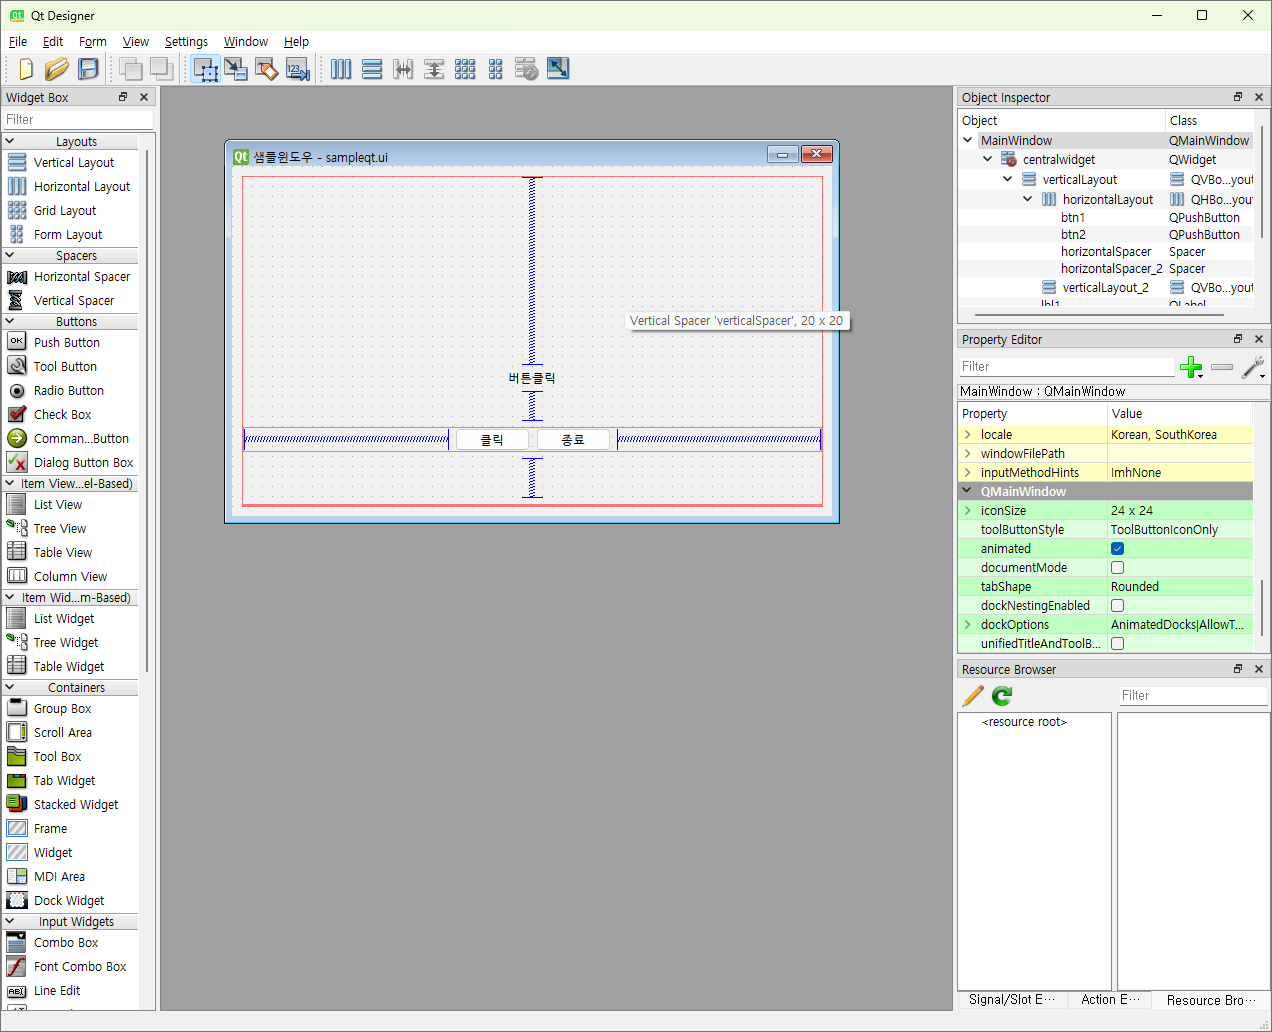 Qt Designer
File Edit Form View Settings Window Help
Widget Box
Filter
Layouts
Vertical Layout
Horizontal Layout
Grid Layout
Form Layout
Spacers
Horizontal Spacer
Vertical Spacer
Buttons
Push Button
Tool Button
Radio Button
Check Box
Comman...Button
Dialog Button Box
Item View...el-Based)
List View
Tree View
Table View
Column View
Item Wid...m-Based)
List Widget
Tree Widget
Table Widget
Containers
Group Box
Scroll Area
Tool Box
Tab Widget
Stacked Widget
Frame
Widget
MDI Area
Dock Widget
Input Widgets
Combo Box
Font Combo Box
Line Edit
샘플윈도우 - sampleqt.ui
Vertical Spacer 'verticalSpacer', 20 x 20
버튼클릭
클릭 종료
Object Inspector
Object Class
MainWindow QMainWindow
centralwidget QWidget
verticalLayout QVBo...yout
horizontalLayout QHBo...yout
btn1 QPushButton
btn2 QPushButton
horizontalSpacer Spacer
horizontalSpacer_2 Spacer
verticalLayout_2 QVBo...yout
lbl1 QLabel
Property Editor
Filter
MainWindow : QMainWindow
Property Value
locale Korean, SouthKorea
windowFilePath
inputMethodHints ImhNone
QMainWindow
iconSize 24 x 24
toolButtonStyle ToolButtonIconOnly
animated
documentMode
tabShape Rounded
dockNestingEnabled
dockOptions AnimatedDocks|AllowT...
unifiedTitleAndToolB...
Resource Browser
Filter
<resource root>
Signal/Slot E··· Action E··· Resource Bro···